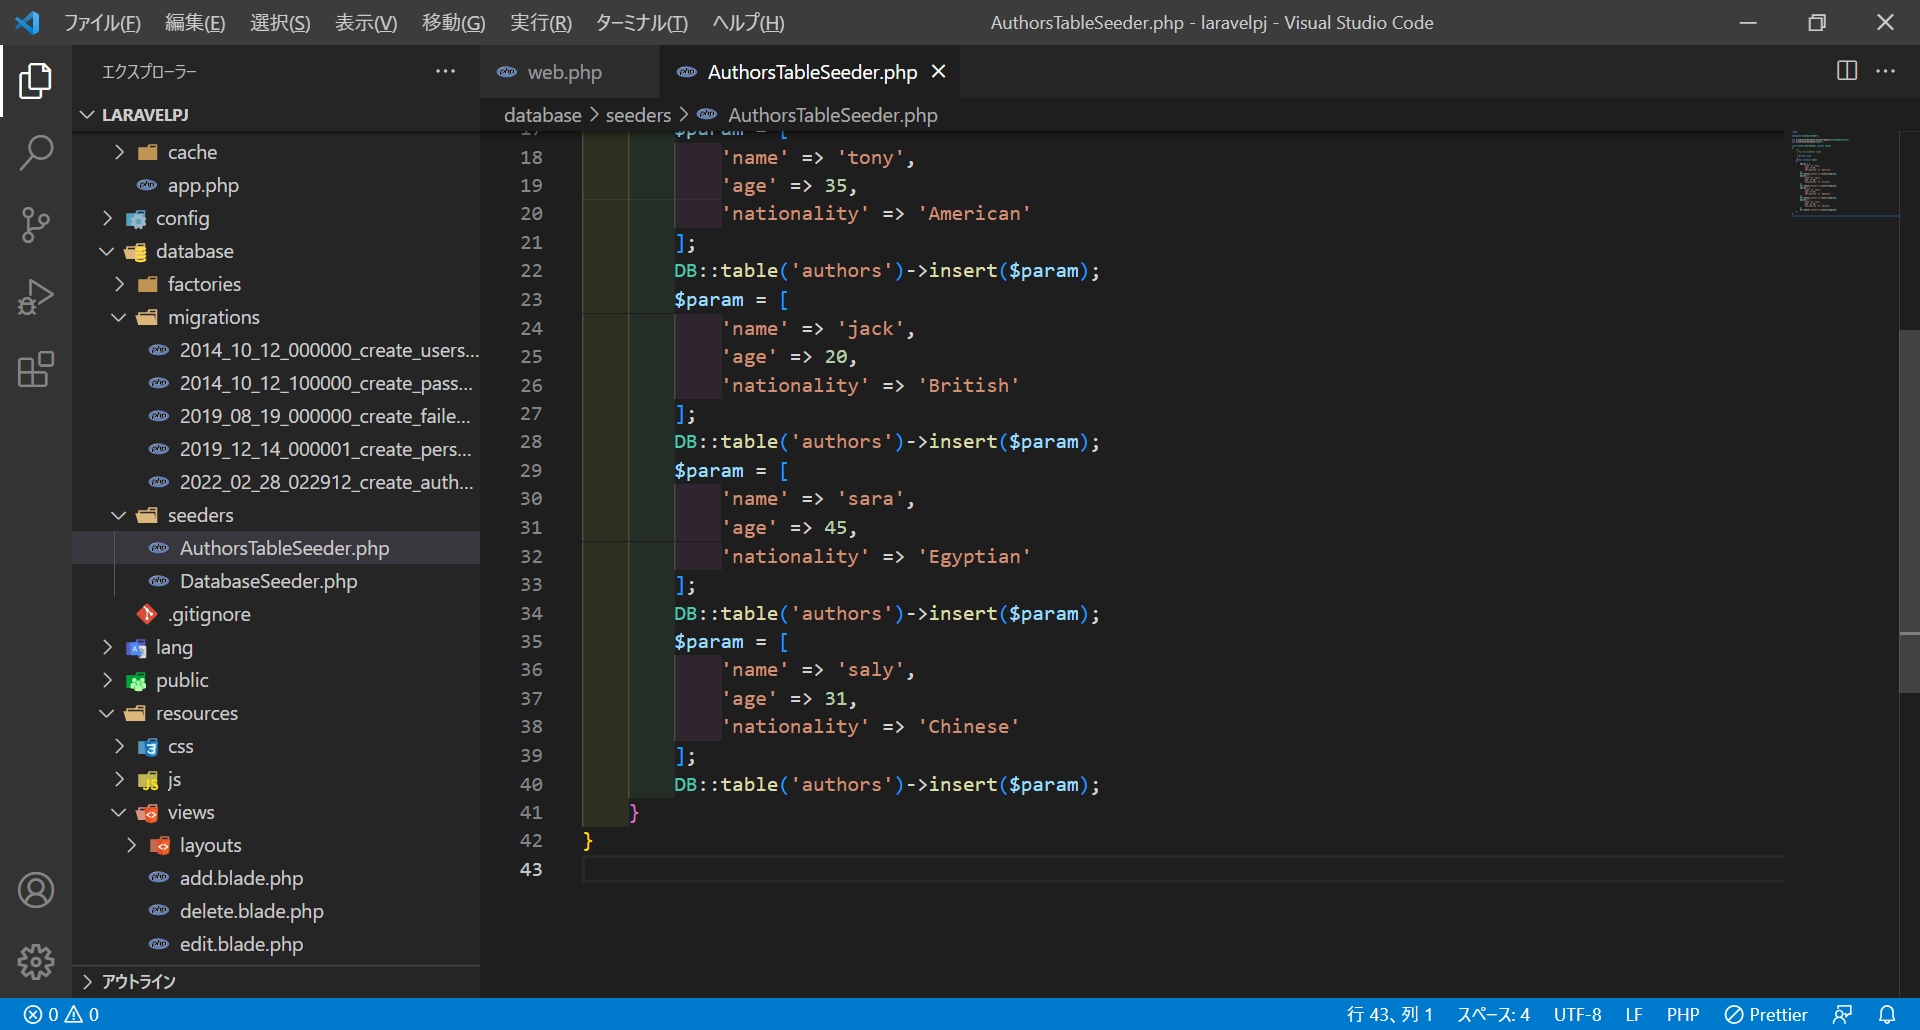 ファイル(F) 編集(E) 選択(S) 表示(V) 移動(G) 実行(R) ターミナル(T) ヘルプ(H) AuthorsTableSeeder.php - laravelpj - Visual Studio Code
エクスプローラー
LARAVELPJ
cache
app.php
config
database
factories
migrations
2014_10_12_000000_create_users...
2014_10_12_100000_create_pass...
2019_08_19_000000_create_faile...
2019_12_14_000001_create_pers...
2022_02_28_022912_create_auth...
seeders
AuthorsTableSeeder.php
DatabaseSeeder.php
.gitignore
lang
public
resources
css
js
views
layouts
add.blade.php
delete.blade.php
edit.blade.php
アウトライン
web.php AuthorsTableSeeder.php
database > seeders > AuthorsTableSeeder.php
17 $param = [
18 'name' => 'tony',
19 'age' => 35,
20 'nationality' => 'American'
21 ];
22 DB::table('authors')->insert($param);
23 $param = [
24 'name' => 'jack',
25 'age' => 20,
26 'nationality' => 'British'
27 ];
28 DB::table('authors')->insert($param);
29 $param = [
30 'name' => 'sara',
31 'age' => 45,
32 'nationality' => 'Egyptian'
33 ];
34 DB::table('authors')->insert($param);
35 $param = [
36 'name' => 'saly',
37 'age' => 31,
38 'nationality' => 'Chinese'
39 ];
40 DB::table('authors')->insert($param);
41 }
42 }
43
0 0 行 43、列 1 スペース: 4 UTF-8 LF PHP Prettier